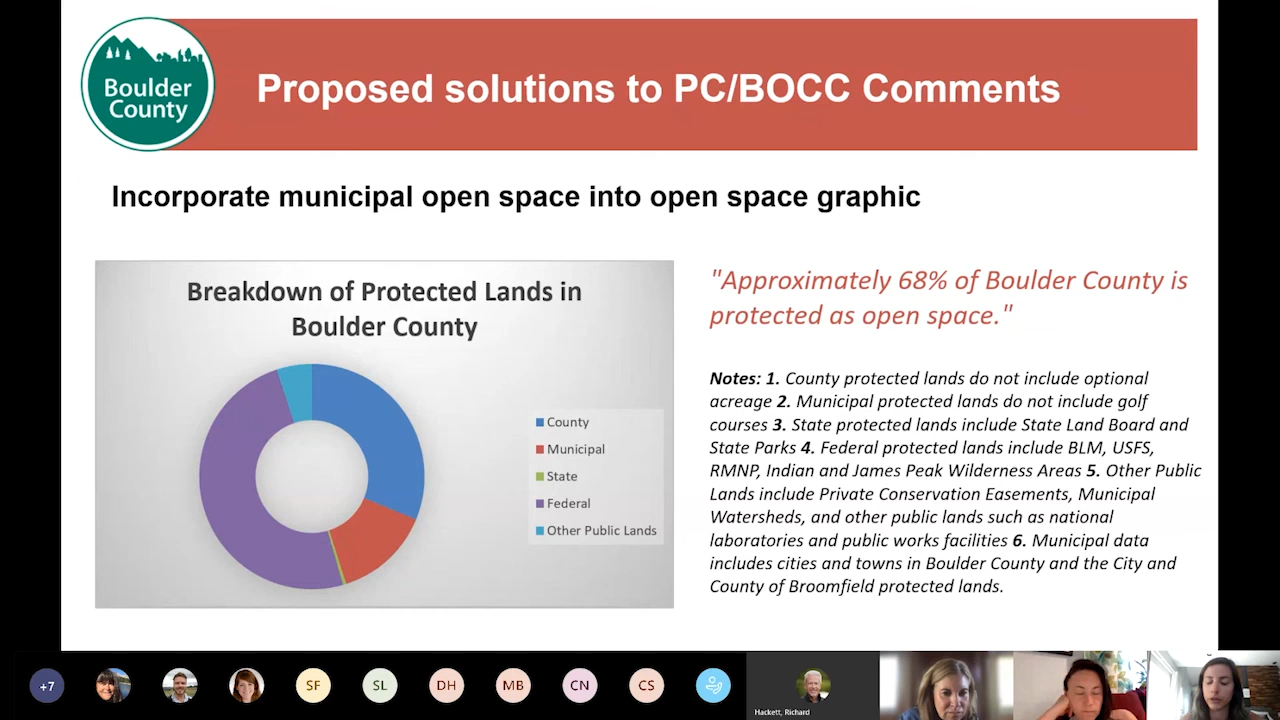 Boulder
County
Proposed solutions to PC/BOCC Comments
Incorporate municipal open space into open space graphic
Breakdown of Protected Lands in
Boulder County
County
Municipal
State
Federal
Other Public Lands
"Approximately 68% of Boulder County is
protected as open space."
Notes: 1. County protected lands do not include optional
acreage 2. Municipal protected lands do not include golf
courses 3. State protected lands include State Land Board and
State Parks 4. Federal protected lands include BLM, USFS,
RMNP, Indian and James Peak Wilderness Areas 5. Other Public
Lands include Private Conservation Easements, Municipal
Watersheds, and other public lands such as national
laboratories and public works facilities 6. Municipal data
includes cities and towns in Boulder County and the City and
County of Broomfield protected lands.
+7
SF
SL
DH
MB
CN
CS
Hackett, Richard